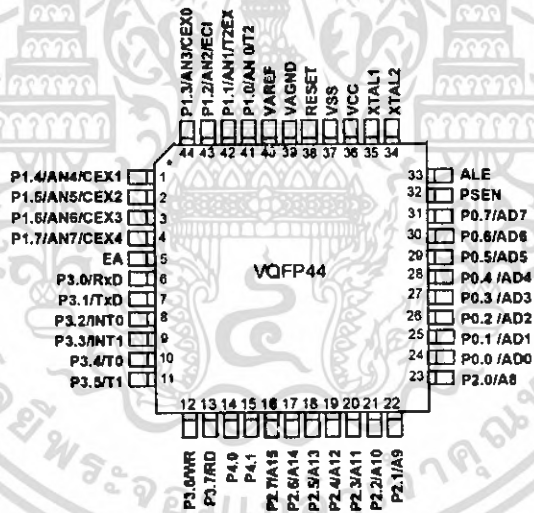 P1.3/AN3/CEX0
P1.2/AN2/ECI
P1.1/AN1/T2EX
P1.0/AN 0/T2
VAREF
VAGND
RESET
VSS
VCC
XTAL1
XTAL2
44 43 42 41 40 39 38 37 36 35 34
P1.4/AN4/CEX1 1
P1.5/AN5/CEX2 2
P1.6/AN6/CEX3 3
P1.7/AN7/CEX4 4
EA 5
P3.0/RxD 6
P3.1/TxD 7
P3.2/INT0 8
P3.3/INT1 9
P3.4/T0 10
P3.5/T1 11
VQFP44
33 ALE
32 PSEN
31 P0.7/AD7
30 P0.6/AD6
29 P0.5/AD5
28 P0.4 /AD4
27 P0.3 /AD3
26 P0.2 /AD2
25 P0.1 /AD1
24 P0.0 /AD0
23 P2.0/A8
12 13 14 15 16 17 18 19 20 21 22
P3.6/WR
P3.7/RD
P4.0
P4.1
P2.7/A15
P2.6/A14
P2.5/A13
P2.4/A12
P2.3/A11
P2.2/A10
P2.1/A9